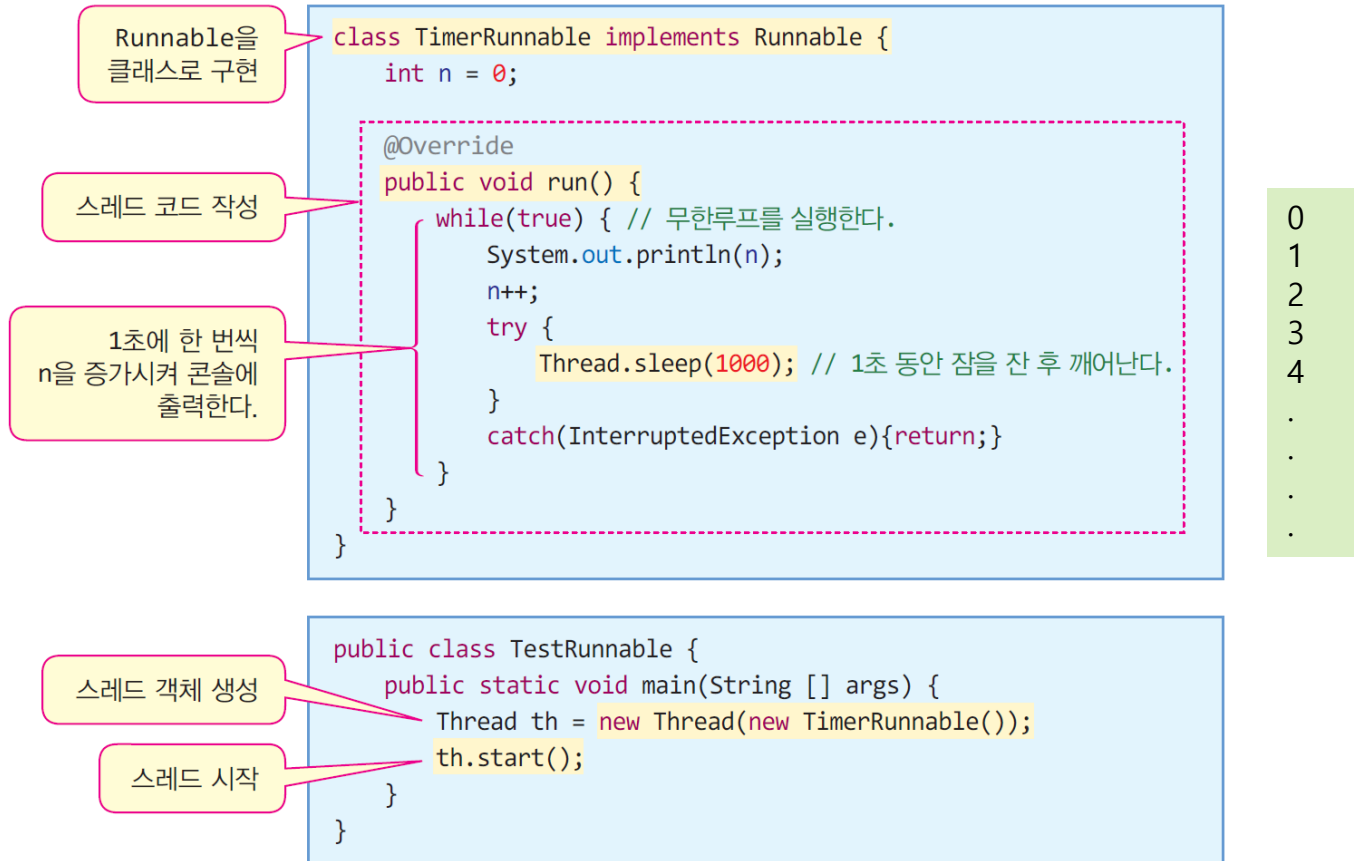 Runnable을
클래스로 구현
class TimerRunnable implements Runnable {
int n = 0;
@Override
스레드 코드 작성
public void run() {
while(true) { // 무한루프를 실행한다.
System.out.println(n);
n++;
try {
1초에 한 번씩
n을 증가시켜 콘솔에
출력한다.
Thread.sleep(1000); // 1초 동안 잠을 잔 후 깨어난다.
}
catch(InterruptedException e){return;}
}
}
}
0
1
2
3
4
.
.
.
.
public class TestRunnable {
public static void main(String [] args) {
스레드 객체 생성
Thread th = new Thread(new TimerRunnable());
스레드 시작
th.start();
}
}